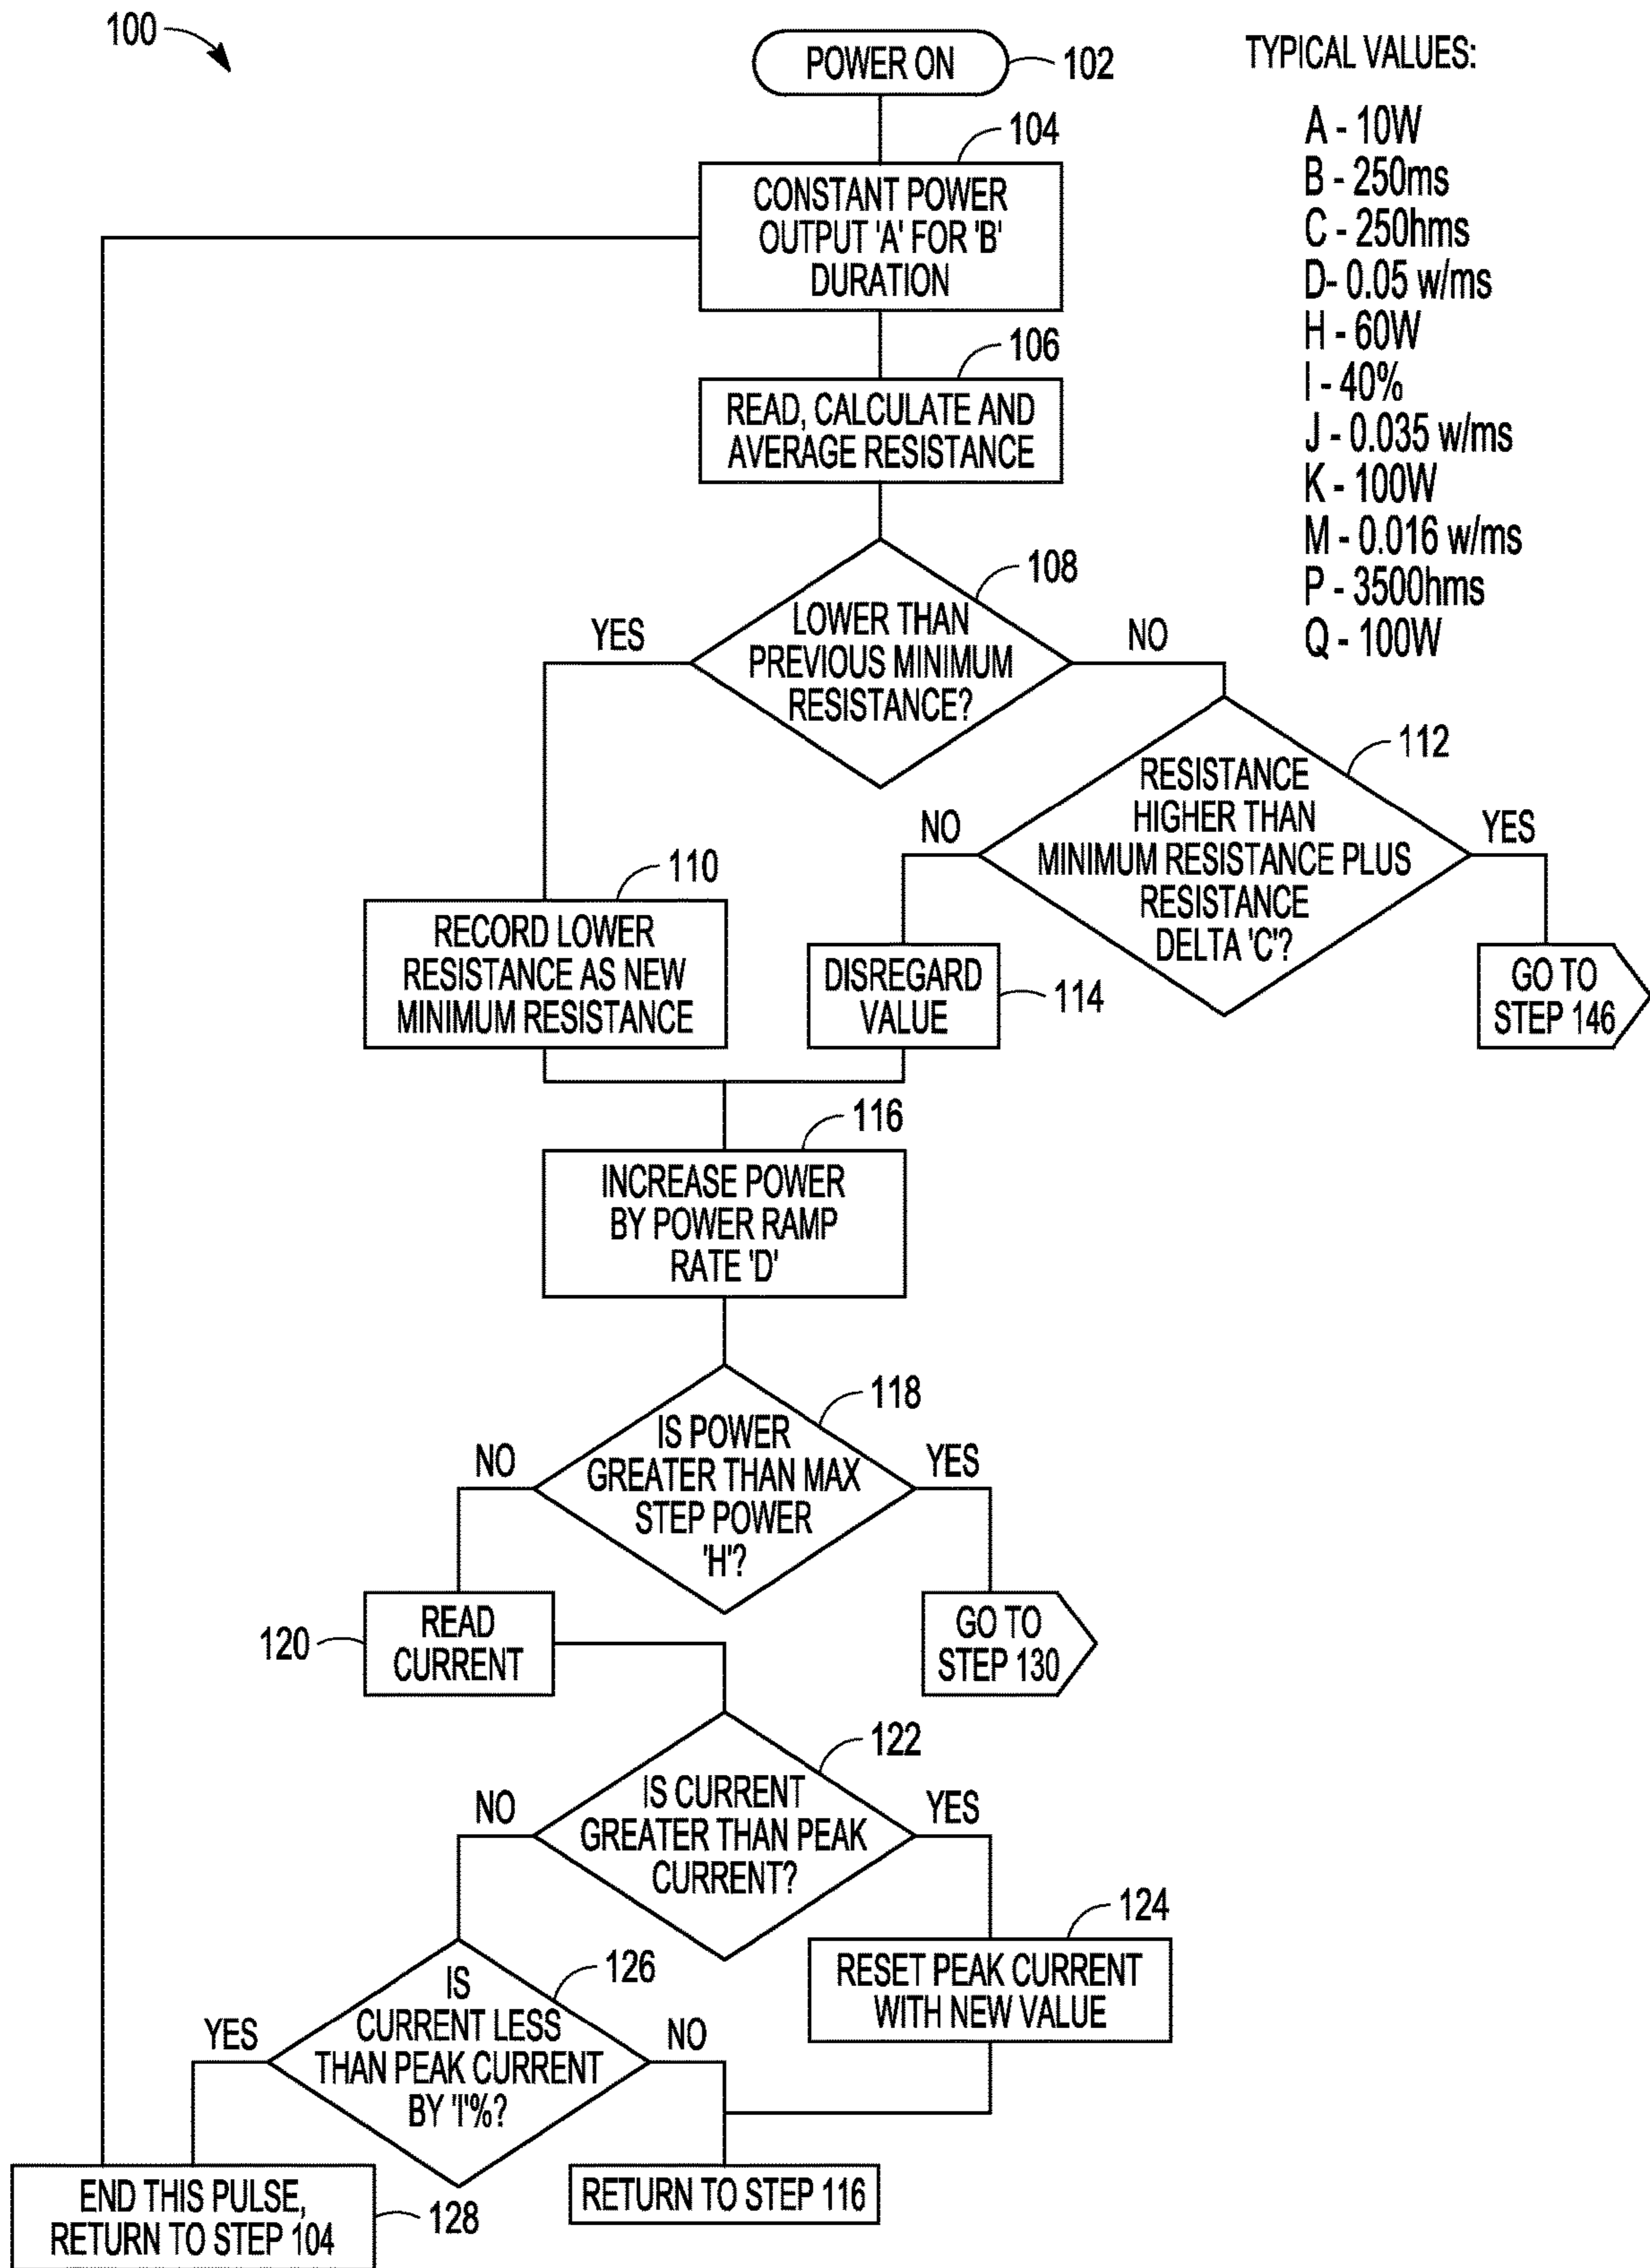 100
POWER ON
102
TYPICAL VALUES:
A - 10W
B - 250ms
C - 250hms
D- 0.05 w/ms
H - 60W
I - 40%
J - 0.035 w/ms
K - 100W
M - 0.016 w/ms
P - 3500hms
Q - 100W
104
CONSTANT POWER
OUTPUT 'A' FOR 'B'
DURATION
106
READ, CALCULATE AND
AVERAGE RESISTANCE
108
LOWER THAN
PREVIOUS MINIMUM
RESISTANCE?
YES
NO
112
RESISTANCE
HIGHER THAN
MINIMUM RESISTANCE PLUS
RESISTANCE
DELTA 'C'?
NO
YES
110
RECORD LOWER
RESISTANCE AS NEW
MINIMUM RESISTANCE
DISREGARD
VALUE
114
GO TO
STEP 146
116
INCREASE POWER
BY POWER RAMP
RATE 'D'
118
IS POWER
GREATER THAN MAX
STEP POWER
'H'?
NO
YES
120
READ
CURRENT
GO TO
STEP 130
122
IS CURRENT
GREATER THAN PEAK
CURRENT?
NO
YES
124
RESET PEAK CURRENT
WITH NEW VALUE
126
IS
CURRENT LESS
THAN PEAK CURRENT
BY 'I'%?
YES
NO
END THIS PULSE,
RETURN TO STEP 104
128
RETURN TO STEP 116